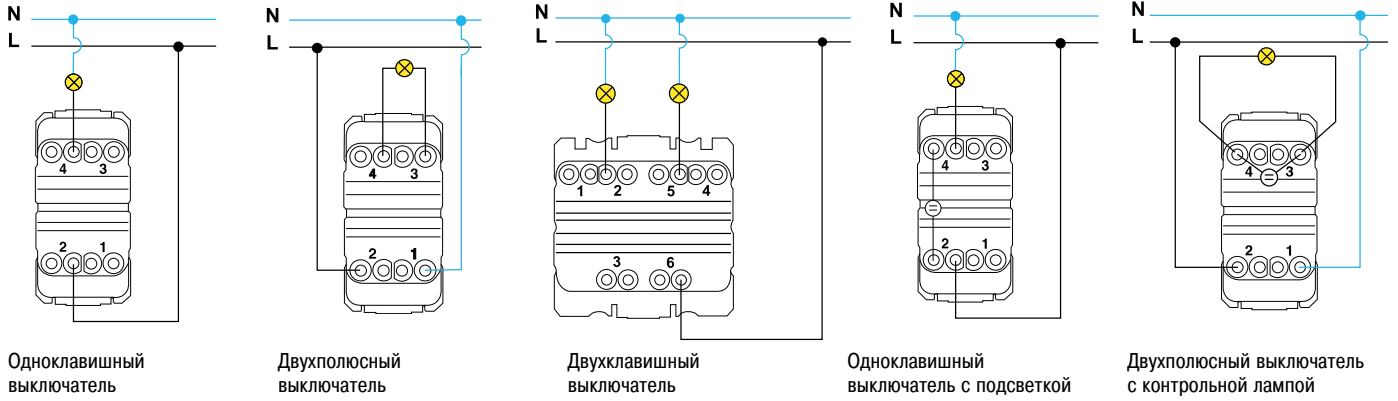 N
L
4 3
2 1
Одноклавишный
выключатель
N
L
4 3
2 1
Двухполюсный
выключатель
N
L
1 2 5 4
3 6
Двухклавишный
выключатель
N
L
4 3
=
2 1
Одноклавишный
выключатель с подсветкой
N
L
4 3
=
2 1
Двухполюсный выключатель
с контрольной лампой